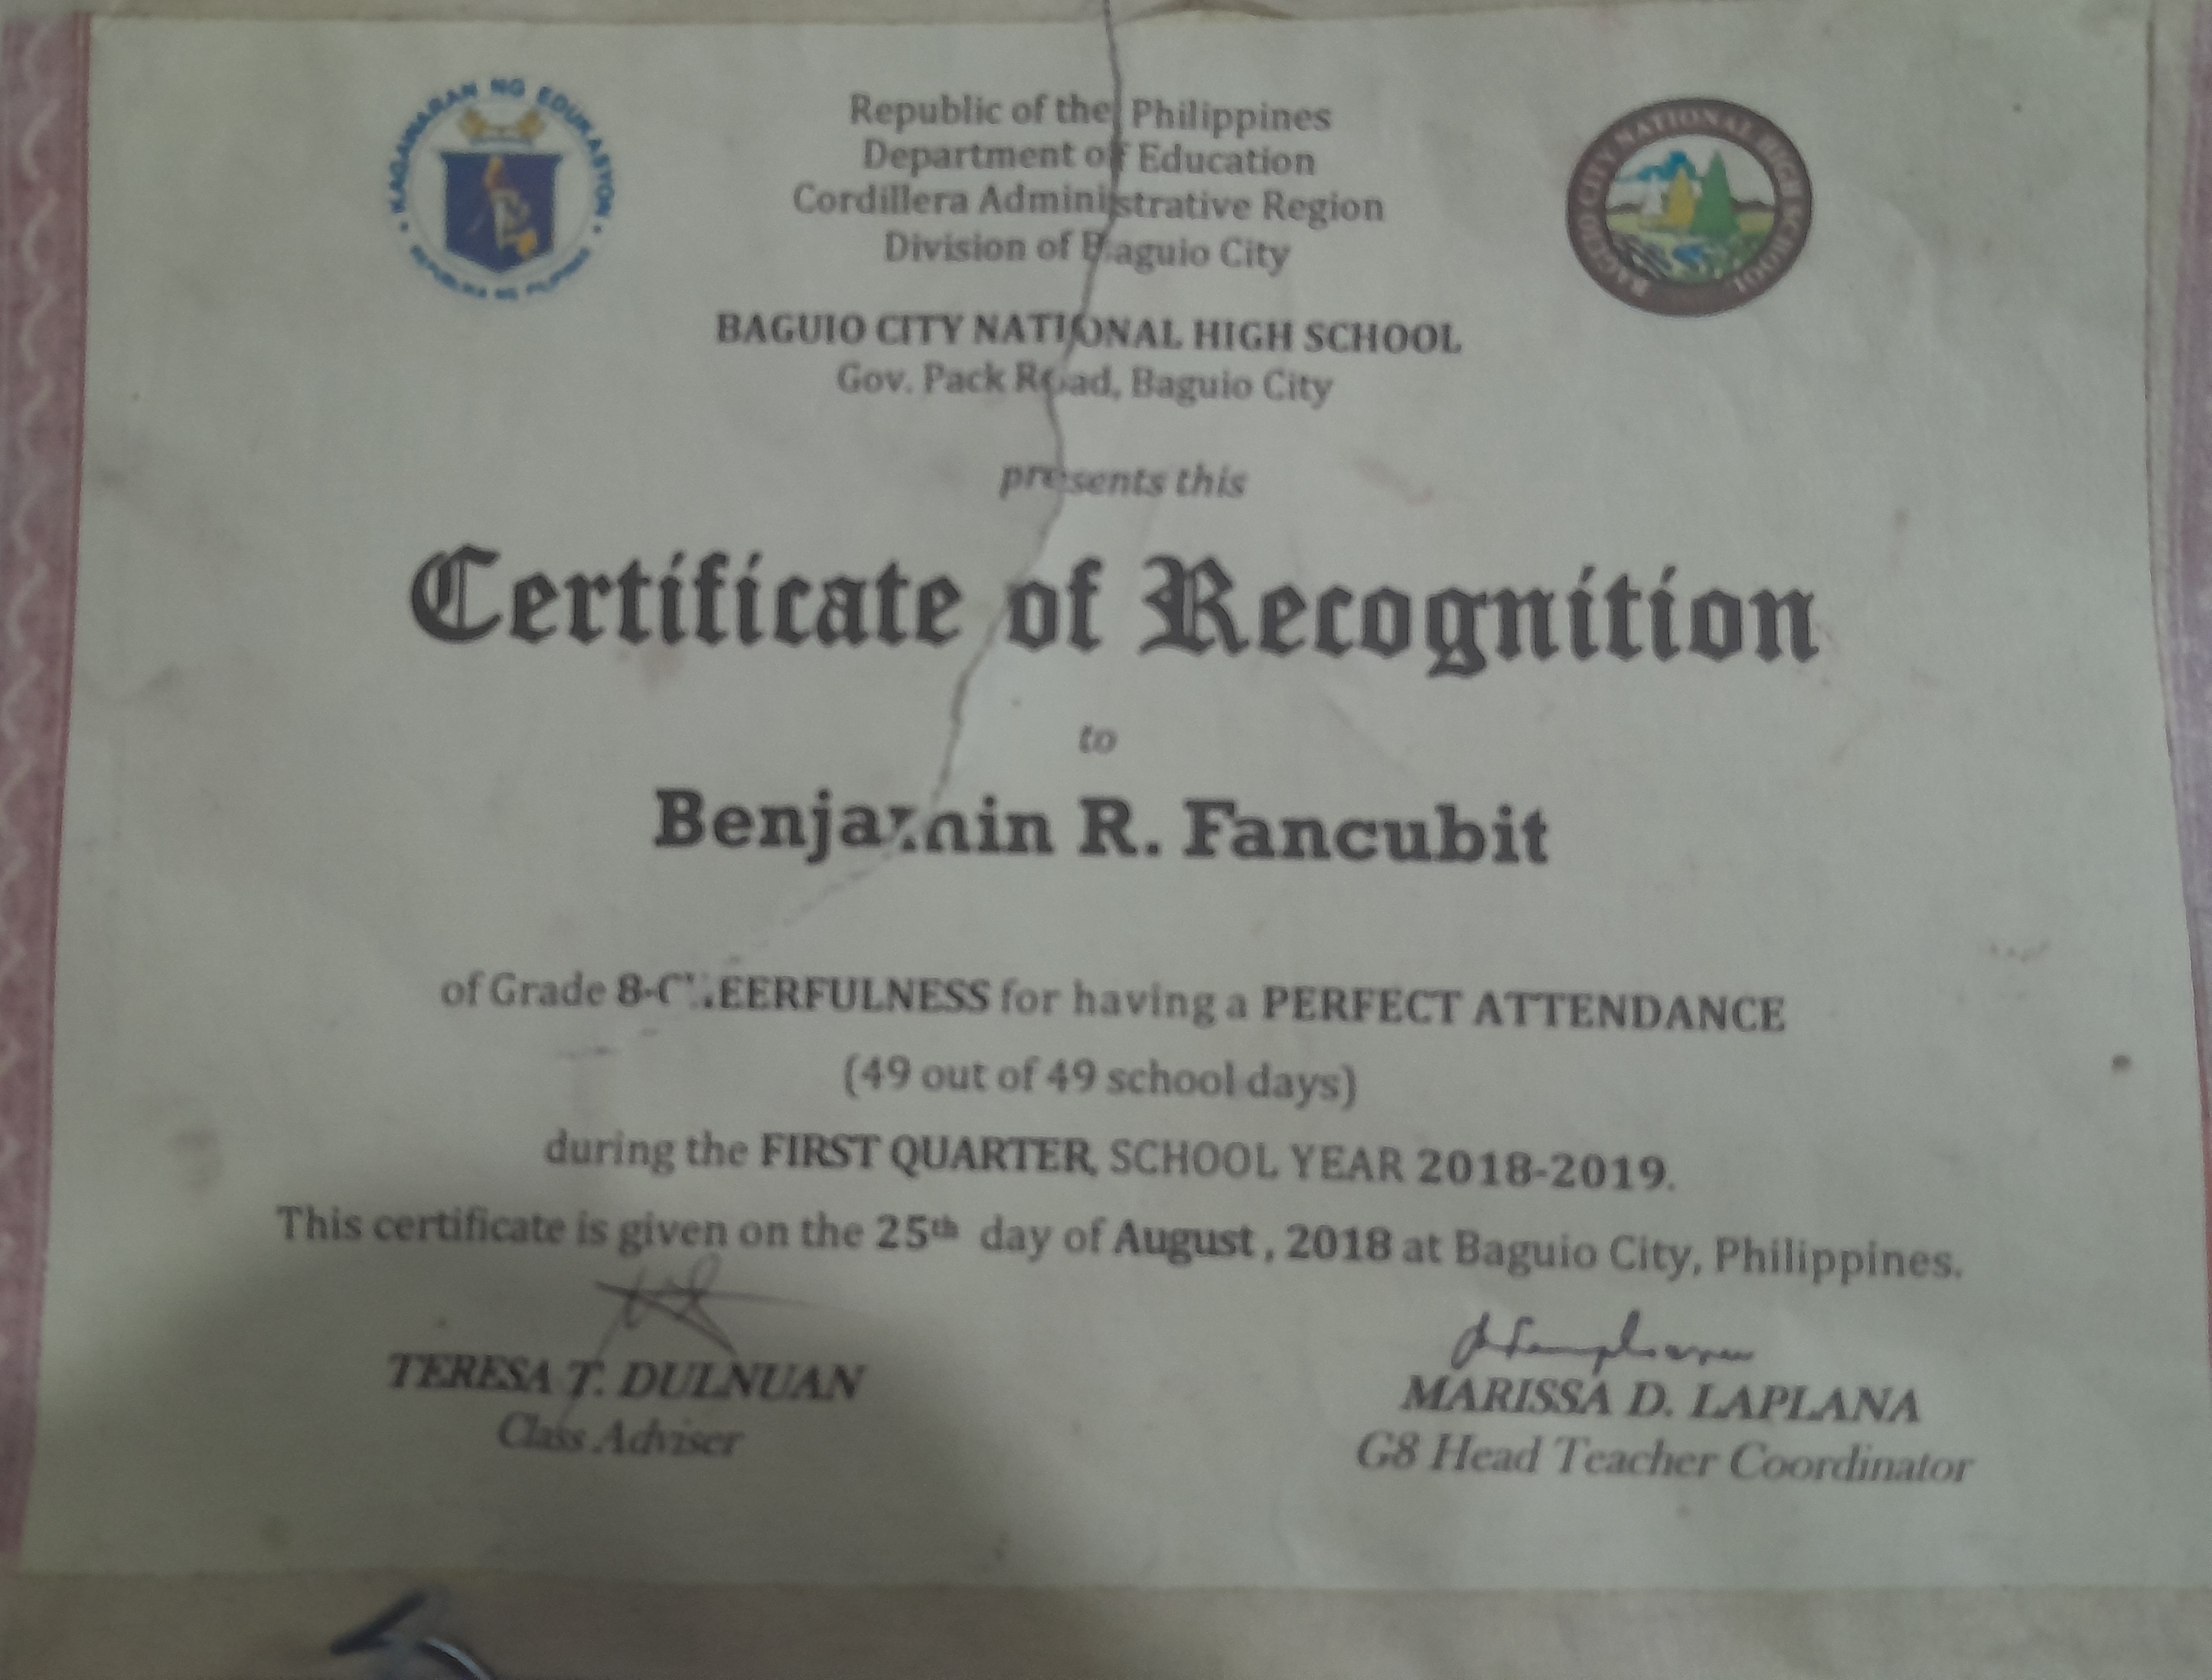 KAGAWARAN NG EDUKASYON
REPUBLIKA NG PILIPINAS
Republic of the Philippines
Department of Education
Cordillera Administrative Region
Division of Baguio City
BAGUIO CITY NATIONAL HIGH SCHOOL
BAGUIO CITY NATIONAL HIGH SCHOOL
Gov. Pack Road, Baguio City
presents this
Certificate of Recognition
to
Benjamin R. Fancubit
of Grade 8-CHEERFULNESS for having a PERFECT ATTENDANCE
(49 out of 49 school days)
during the FIRST QUARTER, SCHOOL YEAR 2018-2019.
This certificate is given on the 25th day of August, 2018 at Baguio City, Philippines.
TERESA T. DULNUAN
Class Adviser
MARISSA D. LAPLANA
G8 Head Teacher Coordinator